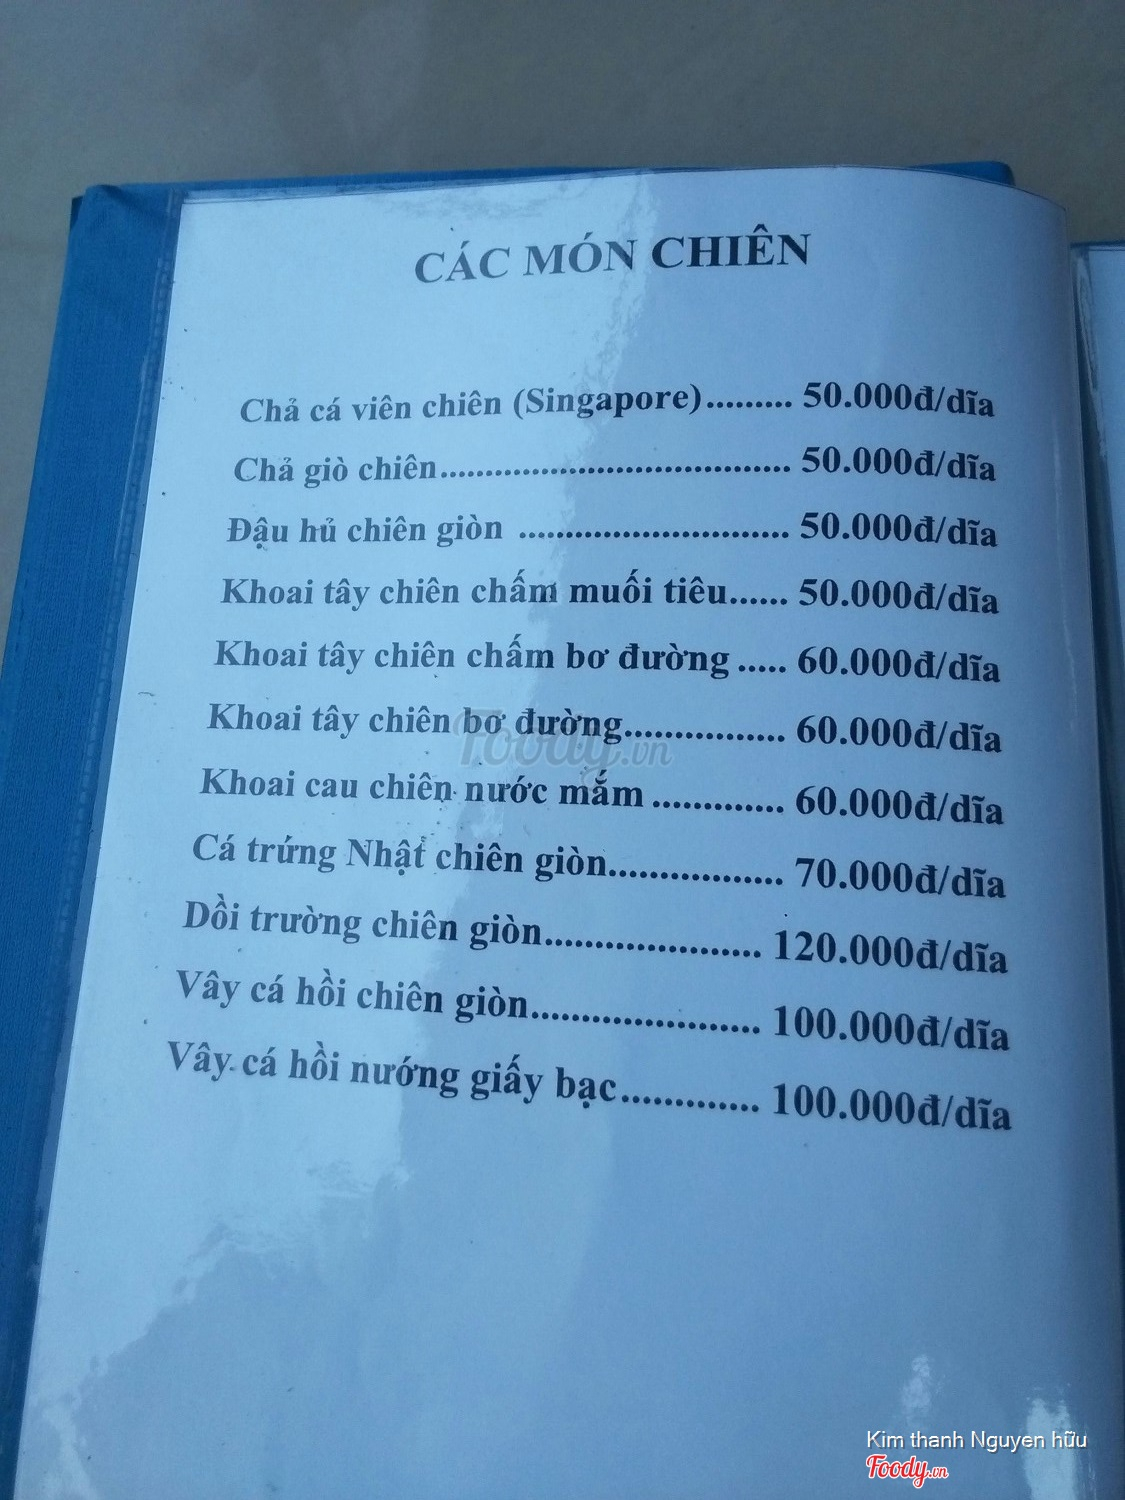 CÁC MÓN CHIÊN
Chả cá viên chiên (Singapore)......... 50.000đ/dĩa
Chả giò chiên...................................... 50.000đ/dĩa
Đậu hủ chiên giòn ............................. 50.000đ/dĩa
Khoai tây chiên chấm muối tiêu...... 50.000đ/dĩa
Khoai tây chiên chấm bơ đường ..... 60.000đ/dĩa
Khoai tây chiên bơ đường................ 60.000đ/dĩa
Foody.vn
Khoai cau chiên nước mắm ............. 60.000đ/dĩa
Cá trứng Nhật chiên giòn................. 70.000đ/dĩa
Dồi trường chiên giòn..................... 120.000đ/dĩa
Vây cá hồi chiên giòn...................... 100.000đ/dĩa
Vây cá hồi nướng giấy bạc............. 100.000đ/dĩa
Kim thanh Nguyen hữu
Foody.vn